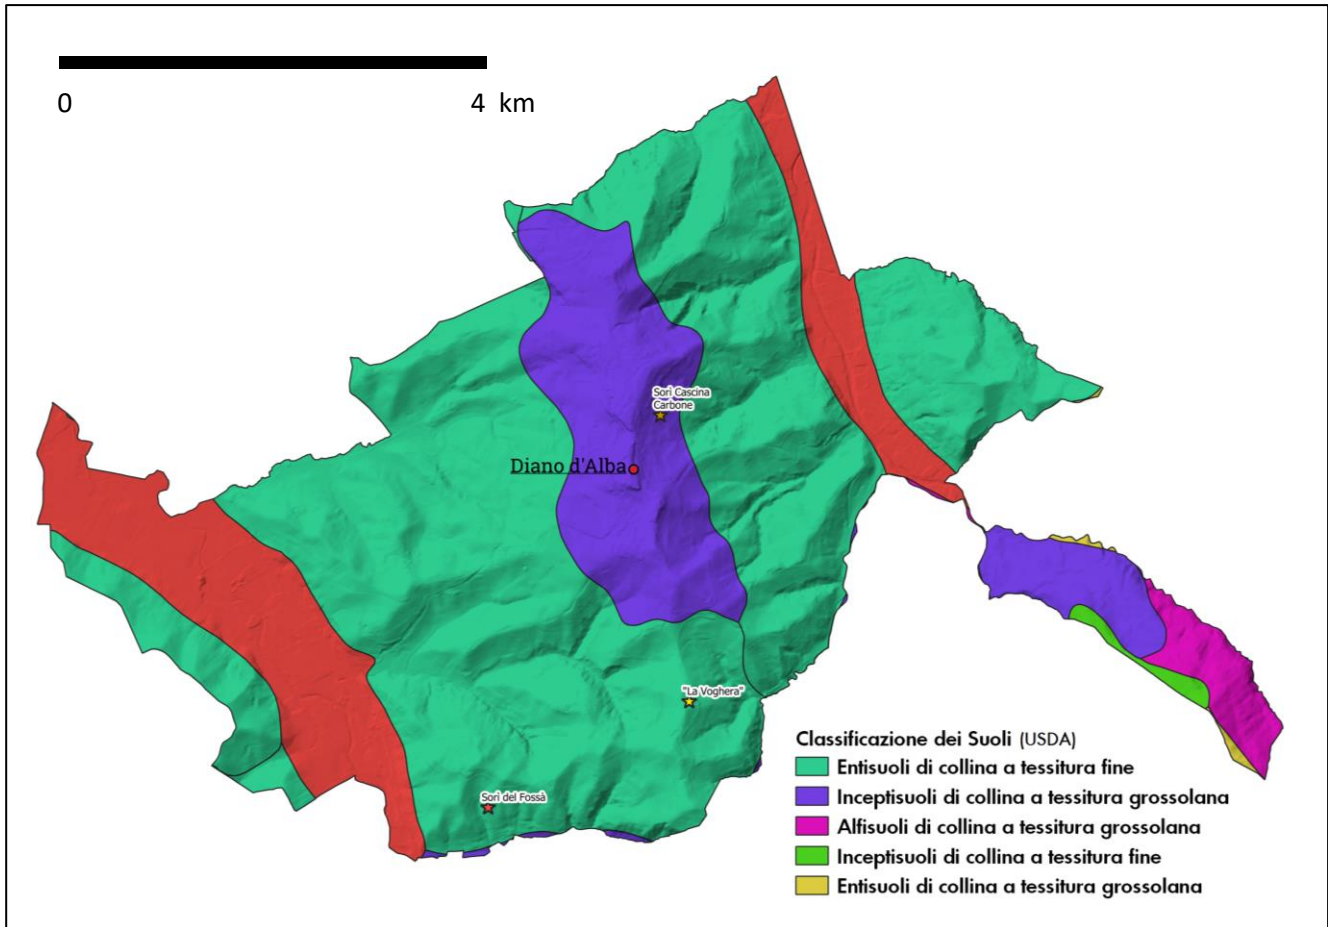 0 4 km
Sorì Cascina
Carbone
Diano d'Alba
"La Voghera"
Sorì del Fossà
Classificazione dei Suoli (USDA)
Entisuoli di collina a tessitura fine
Inceptisuoli di collina a tessitura grossolana
Alfisuoli di collina a tessitura grossolana
Inceptisuoli di collina a tessitura fine
Entisuoli di collina a tessitura grossolana